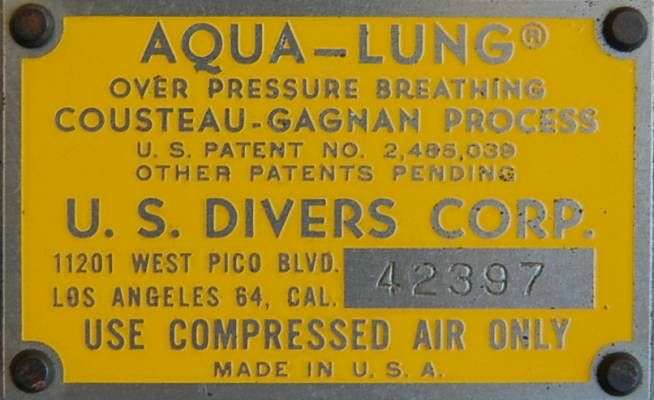 AQUA-LUNG®
OVER PRESSURE BREATHING
COUSTEAU-GAGNAN PROCESS
U. S. PATENT NO. 2,485,039
OTHER PATENTS PENDING
U. S. DIVERS CORP.
11201 WEST PICO BLVD.
LOS ANGELES 64, CAL.
42397
USE COMPRESSED AIR ONLY
MADE IN U. S. A.